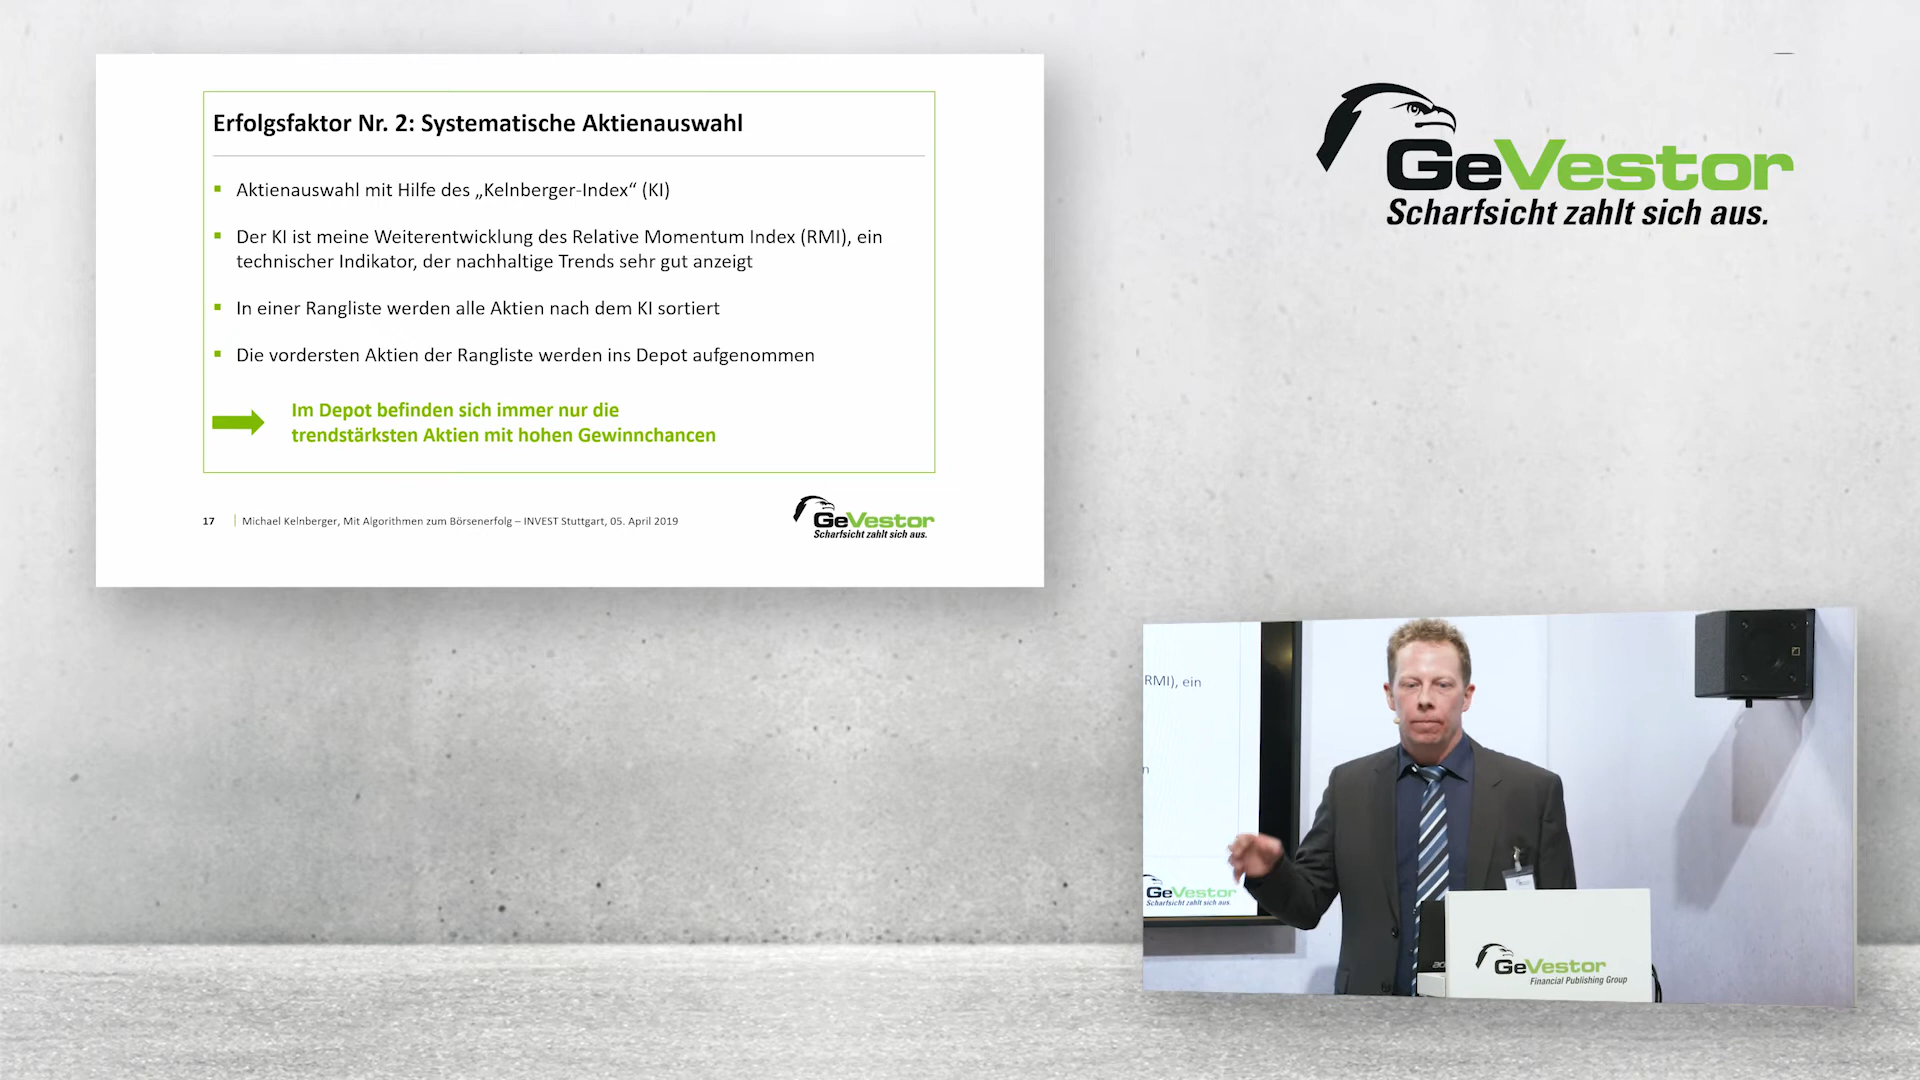 Erfolgsfaktor Nr. 2: Systematische Aktienauswahl
Aktienauswahl mit Hilfe des „Kelnberger-Index“ (KI)
Der KI ist meine Weiterentwicklung des Relative Momentum Index (RMI), ein
technischer Indikator, der nachhaltige Trends sehr gut anzeigt
In einer Rangliste werden alle Aktien nach dem KI sortiert
Die vordersten Aktien der Rangliste werden ins Depot aufgenommen
Im Depot befinden sich immer nur die
trendstärksten Aktien mit hohen Gewinnchancen
17 Michael Kelnberger, Mit Algorithmen zum Börsenerfolg – INVEST Stuttgart, 05. April 2019
GeVestor
Scharfsicht zahlt sich aus.
GeVestor
Scharfsicht zahlt sich aus.
RMI), ein
n
GeVestor
Scharfsicht zahlt sich aus.
GeVestor
Financial Publishing Group